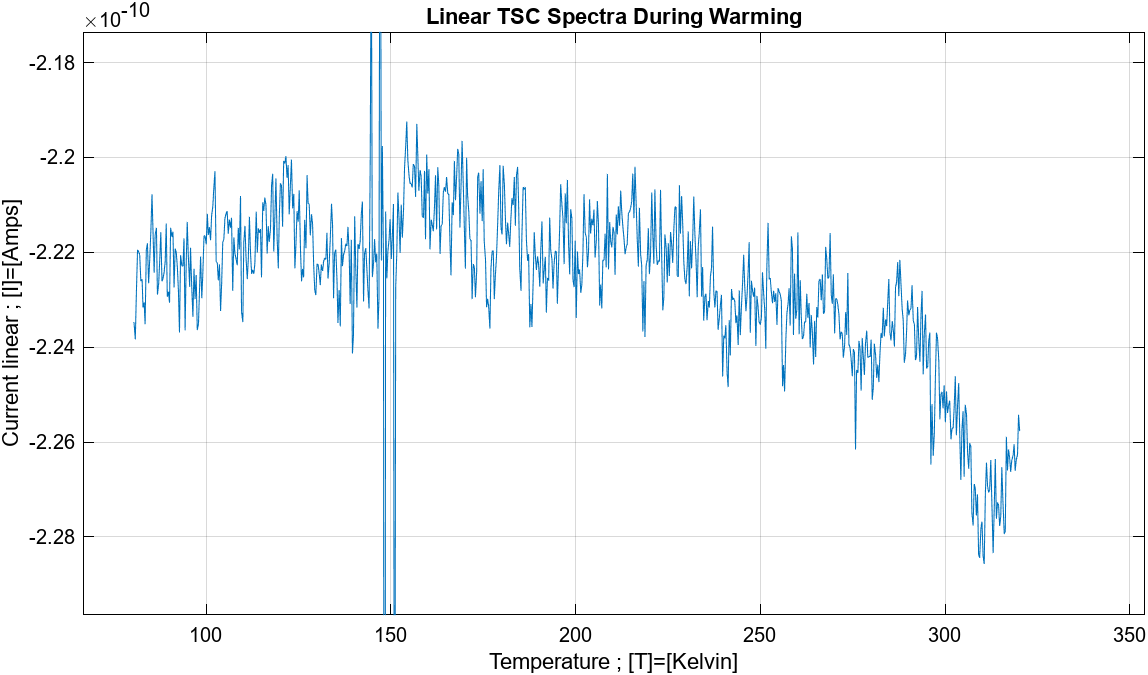 Linear TSC Spectra During Warming
×10^-10
-2.18
-2.2
-2.22
-2.24
-2.26
-2.28
Current linear ; [I]=[Amps]
100 150 200 250 300 350
Temperature ; [T]=[Kelvin]